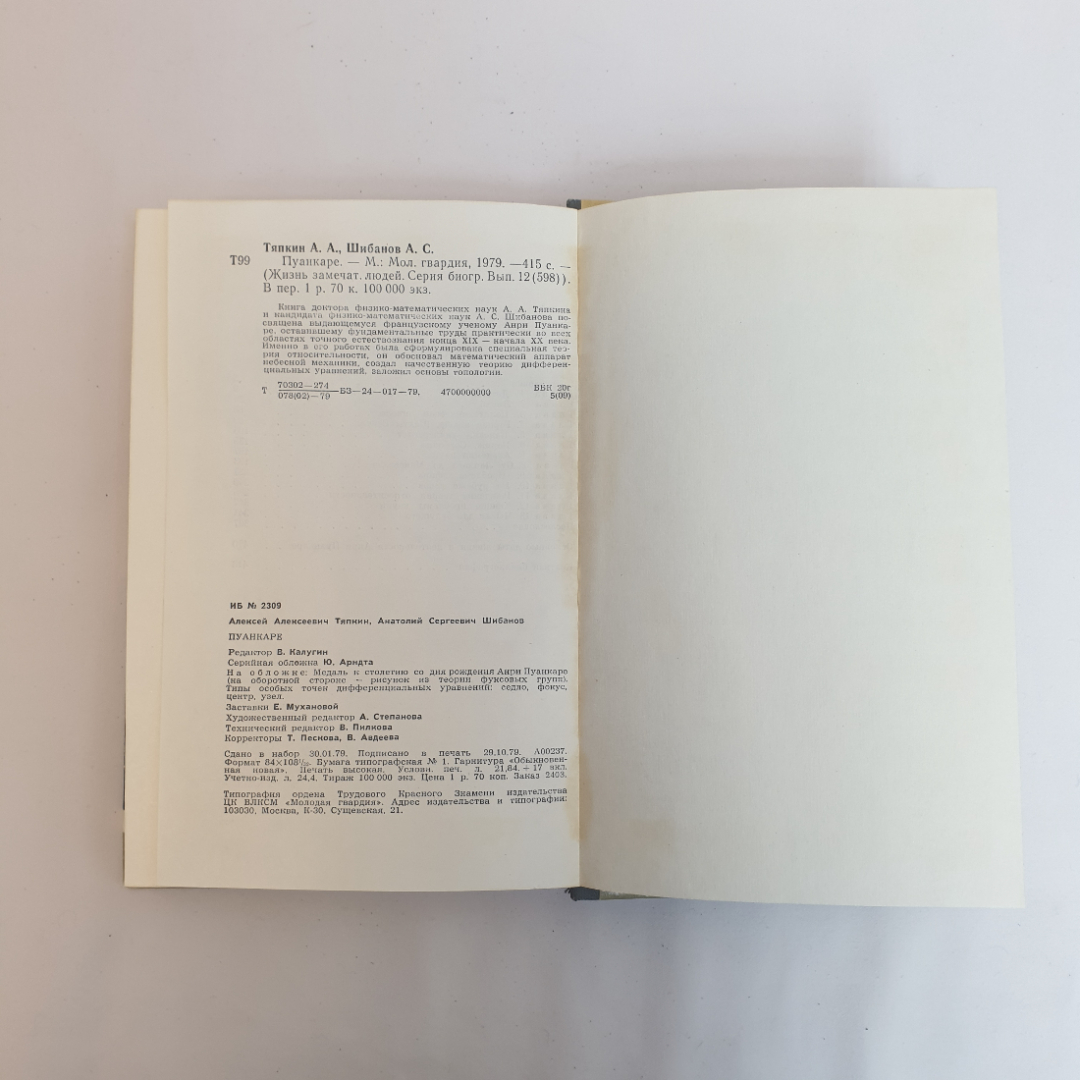 Тяпкин А. А., Шибанов А. С.
Т99 Пуанкаре. — М.: Мол. гвардия, 1979. —415 с. —
(Жизнь замечат. людей. Серия биогр. Вып. 12(598)).
В пер. 1 р. 70 к. 100 000 экз.
Книга доктора физико-математических наук А. А. Тяпкина
и кандидата физико-математических наук А. С. Шибанова по-
священа выдающемуся французскому ученому Анри Пуанка-
ре, оставившему фундаментальные труды практически во всех
областях точного естествознания конца XIX — начала XX века.
Именно в его работах была сформулирована специальная тео-
рия относительности, он обосновал математический аппарат
небесной механики, создал качественную теорию дифферен-
циальных уравнений, заложил основы топологии.
Т 70302—274
078(02)—79 —БЗ—24—017—79. 4700000000
ББК 20г
5(09)
ИБ № 2309
Алексей Алексеевич Тяпкин, Анатолий Сергеевич Шибанов
ПУАНКАРЕ
Редактор В. Калугин
Серийная обложка Ю. Арндта
На обложке: Медаль к столетию со дня рождения Анри Пуанкаре
(на оборотной стороне — рисунок из теории фуксовых групп).
Типы особых точек дифференциальных уравнений: седло, фокус,
центр, узел.
Заставки Е. Мухановой
Художественный редактор А. Степанова
Технический редактор В. Пилкова
Корректоры Т. Пескова, В. Авдеева
Сдано в набор 30.01.79. Подписано в печать 29.10.79. А00237.
Формат 84×108¹/₃₂. Бумага типографская № 1. Гарнитура «Обыкновен-
ная новая». Печать высокая. Условн. печ. л. 21,84 + 17 вкл.
Учетно-изд. л. 24,4. Тираж 100 000 экз. Цена 1 р. 70 коп. Заказ 2403.
Типография ордена Трудового Красного Знамени издательства
ЦК ВЛКСМ «Молодая гвардия». Адрес издательства и типографии:
103030, Москва, К-30, Сущевская, 21.